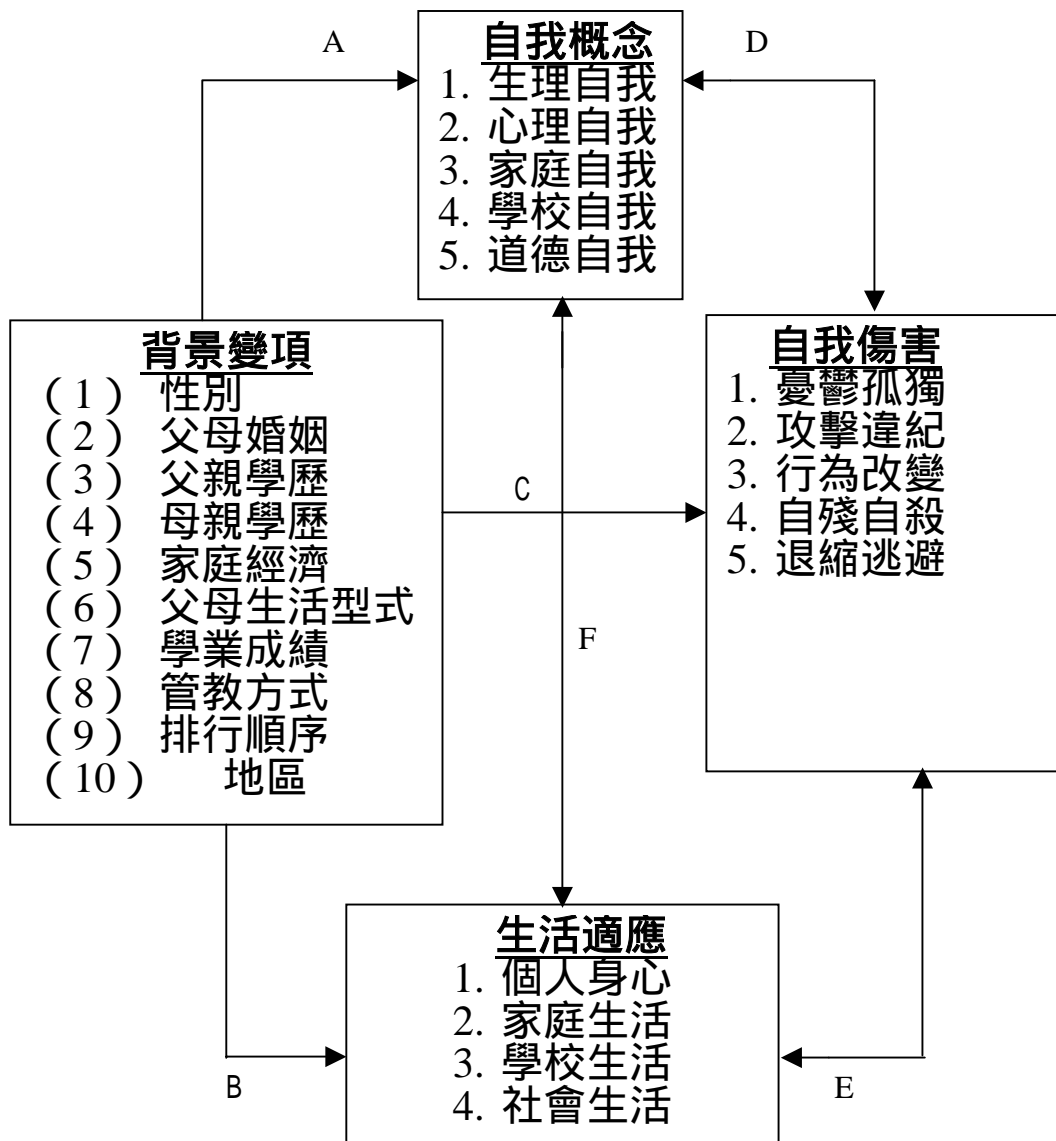 A
自我概念
1. 生理自我
2. 心理自我
3. 家庭自我
4. 學校自我
5. 道德自我
D
背景變項
(1) 性別
(2) 父母婚姻
(3) 父親學歷
(4) 母親學歷
(5) 家庭經濟
(6) 父母生活型式
(7) 學業成績
(8) 管教方式
(9) 排行順序
(10) 地區
C
F
自我傷害
1. 憂鬱孤獨
2. 攻擊違紀
3. 行為改變
4. 自殘自殺
5. 退縮逃避
B
生活適應
1. 個人身心
2. 家庭生活
3. 學校生活
4. 社會生活
E